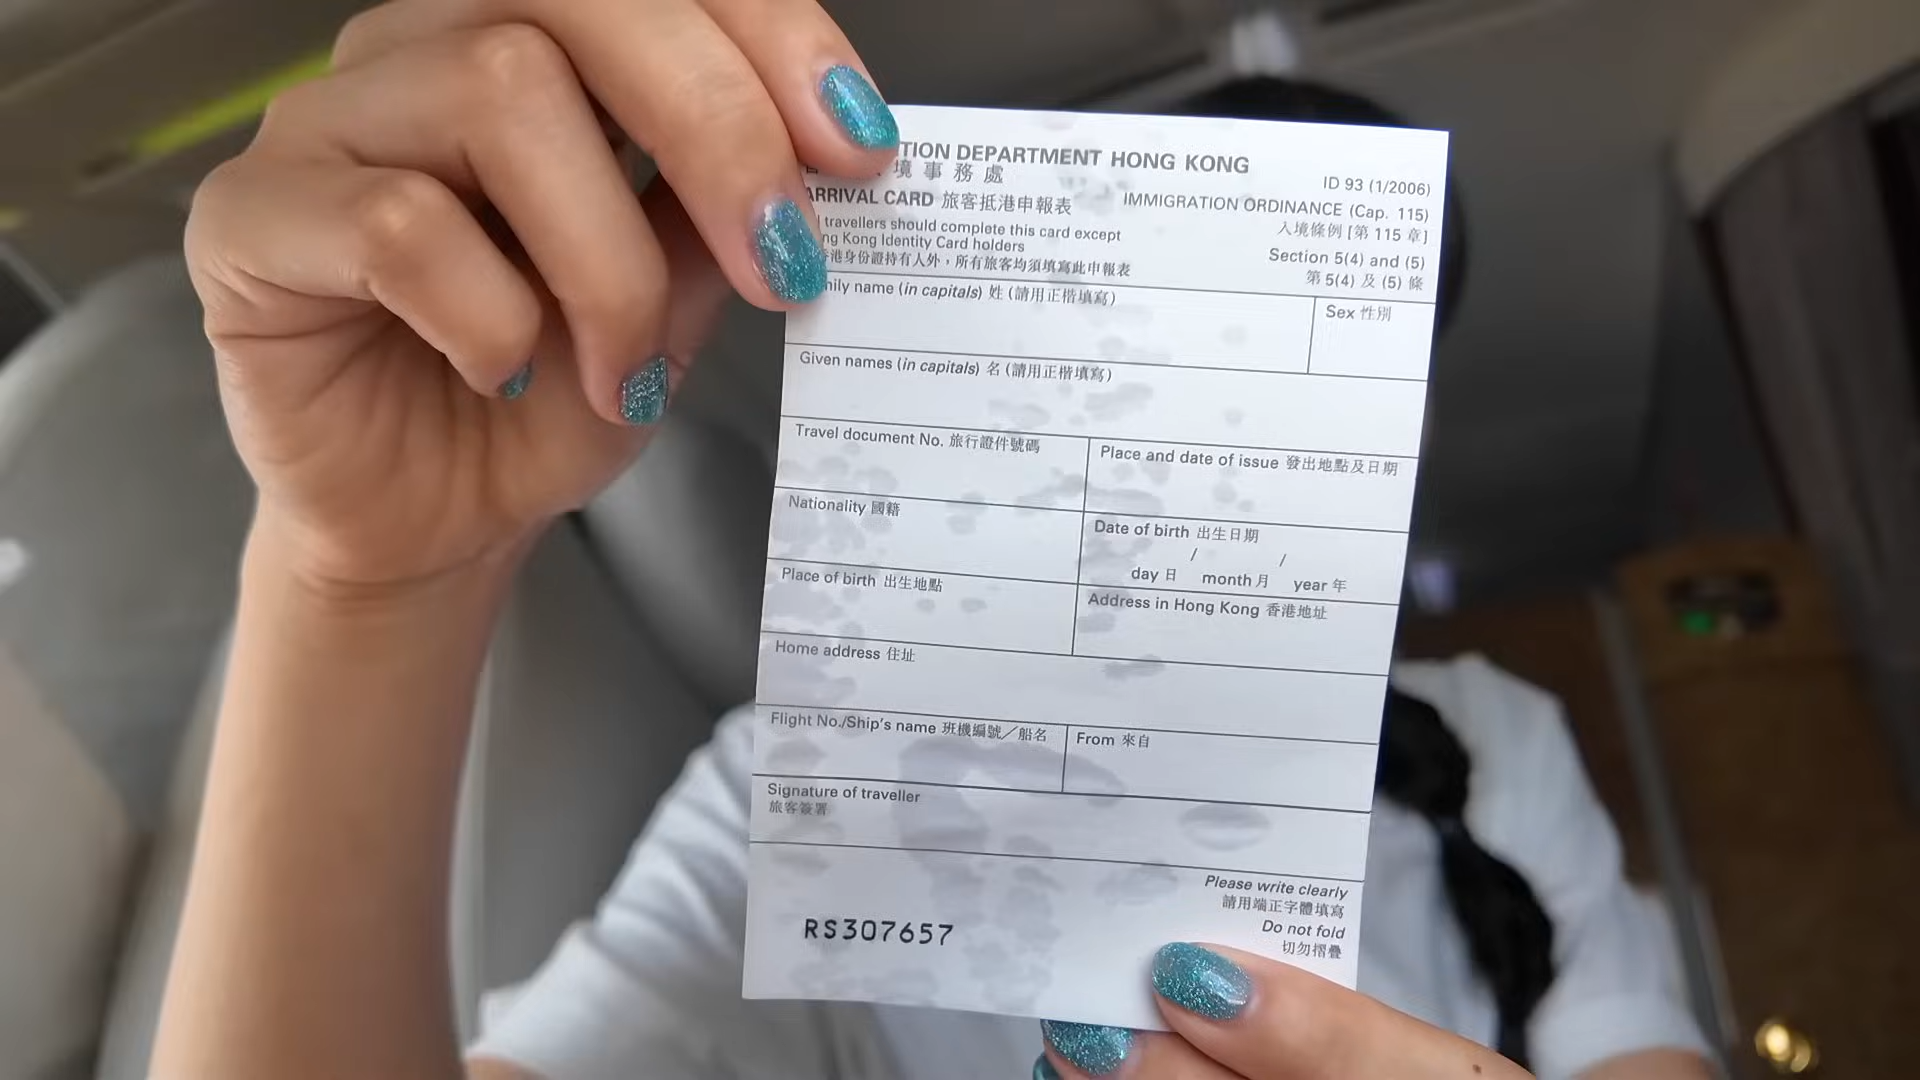 TION DEPARTMENT HONG KONG
境事務處
ID 93 (1/2006)
ARRIVAL CARD 旅客抵港申報表
IMMIGRATION ORDINANCE (Cap. 115)
入境條例 [第 115 章]
travellers should complete this card except
ng Kong Identity Card holders
Section 5(4) and (5)
港身份證持有人外，所有旅客均須填寫此申報表
第 5(4) 及 (5) 條
mily name (in capitals) 姓 (請用正楷填寫)
Sex 性別
Given names (in capitals) 名 (請用正楷填寫)
Travel document No. 旅行證件號碼
Place and date of issue 發出地點及日期
Nationality 國籍
Date of birth 出生日期
/ /
day 日 month 月 year 年
Place of birth 出生地點
Address in Hong Kong 香港地址
Home address 住址
Flight No./Ship's name 班機編號／船名
From 來自
Signature of traveller
旅客簽署
Please write clearly
請用端正字體填寫
Do not fold
切勿摺疊
RS307657